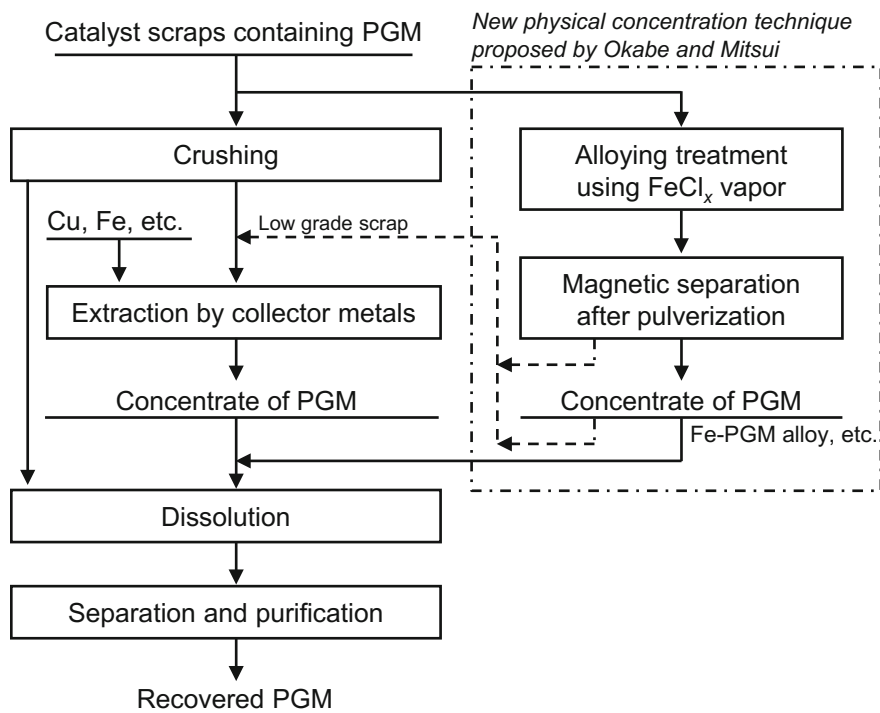 Catalyst scraps containing PGM
New physical concentration technique
proposed by Okabe and Mitsui
Crushing
Alloying treatment
using FeClx vapor
Cu, Fe, etc.
Low grade scrap
Extraction by collector metals
Magnetic separation
after pulverization
Concentrate of PGM
Concentrate of PGM
Fe-PGM alloy, etc.
Dissolution
Separation and purification
Recovered PGM